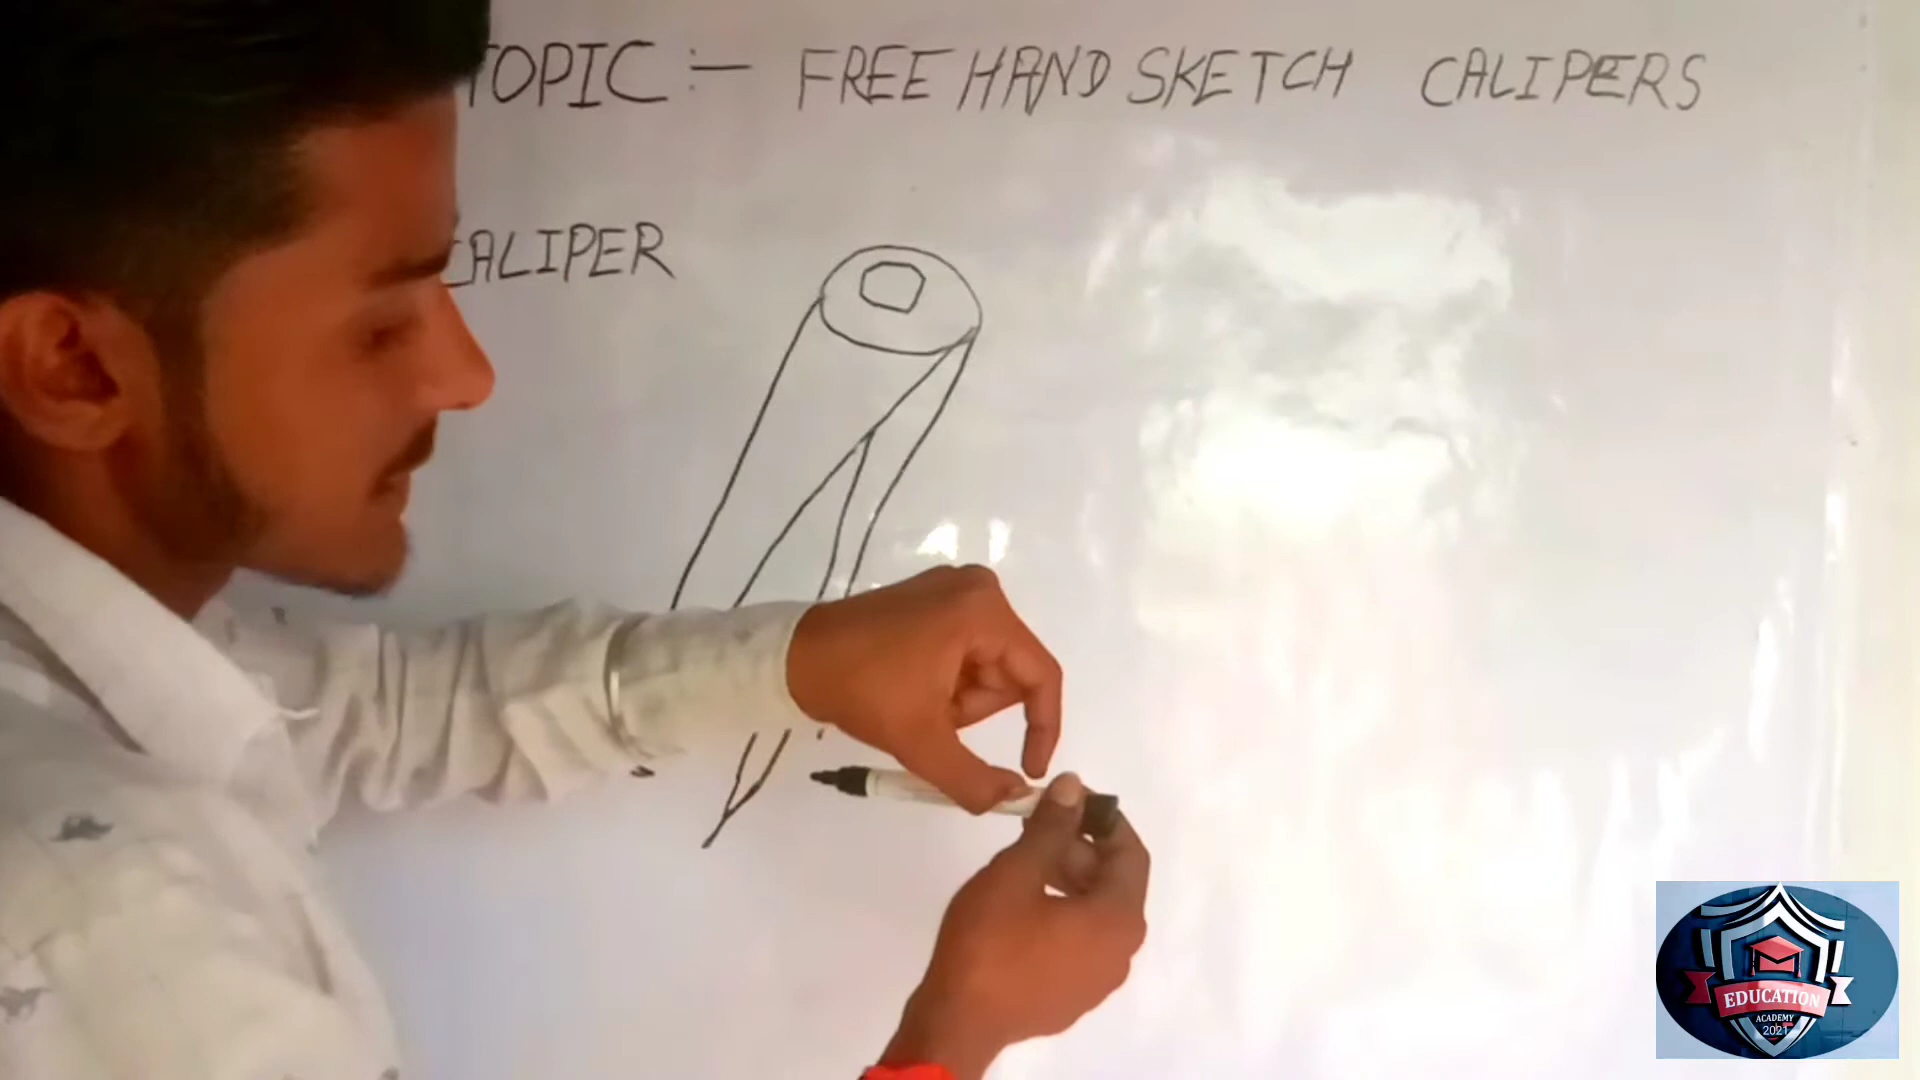 TOPIC :- FREE HAND SKETCH CALIPERS
CALIPER
EDUCATION
ACADEMY
2021